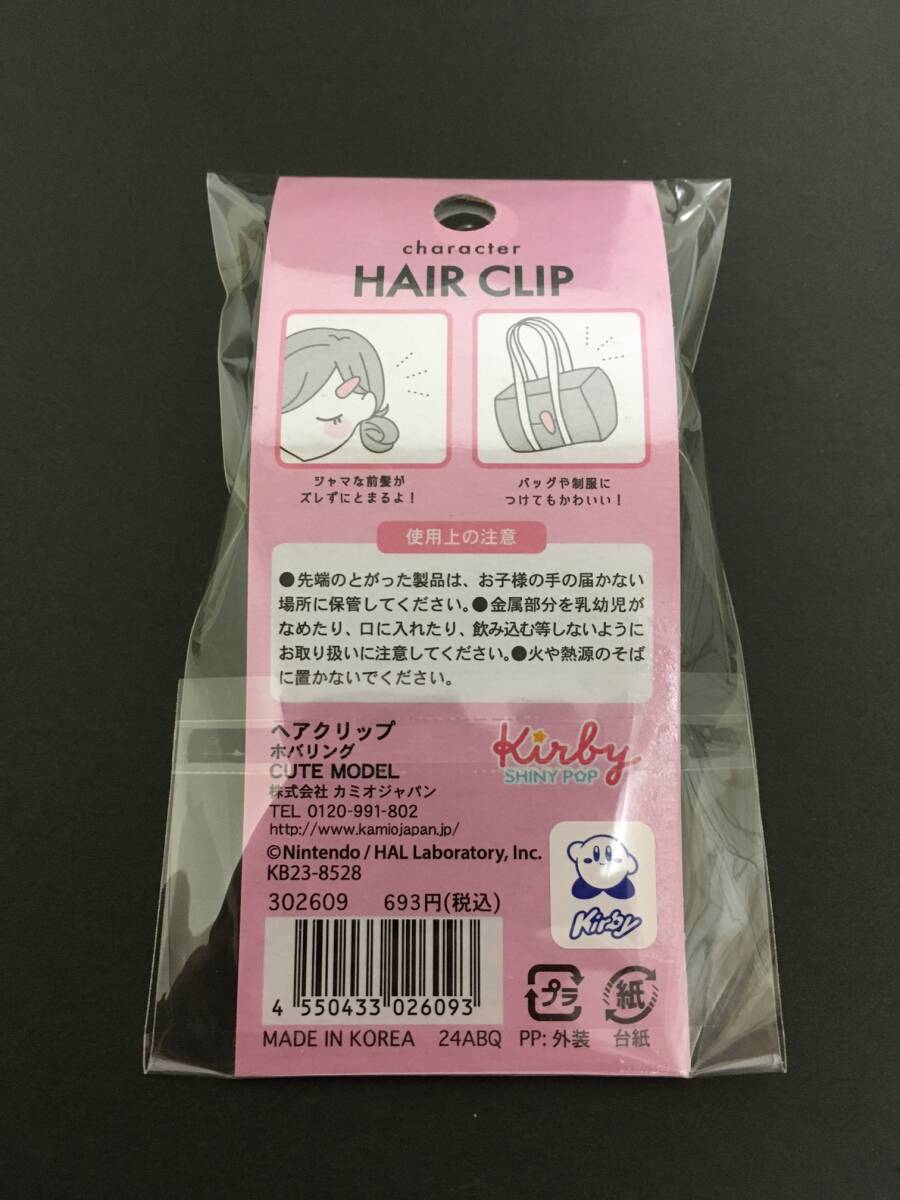 character
HAIR CLIP
ジャマな前髪が
ズレずにとまるよ！
バッグや制服に
つけてもかわいい！
使用上の注意
●先端のとがった製品は、お子様の手の届かない
場所に保管してください。●金属部分を乳幼児が
なめたり、口に入れたり、飲み込む等しないように
お取り扱いに注意してください。●火や熱源のそば
に置かないでください。
ヘアクリップ
ホバリング
CUTE MODEL
株式会社 カミオジャパン
TEL 0120-991-802
http://www.kamiojapan.jp/
Kirby
SHINY POP
©Nintendo / HAL Laboratory, Inc.
KB23-8528
302609 693円(税込)
Kirby
4 550433 026093
プラ
紙
MADE IN KOREA 24ABQ PP: 外装 台紙